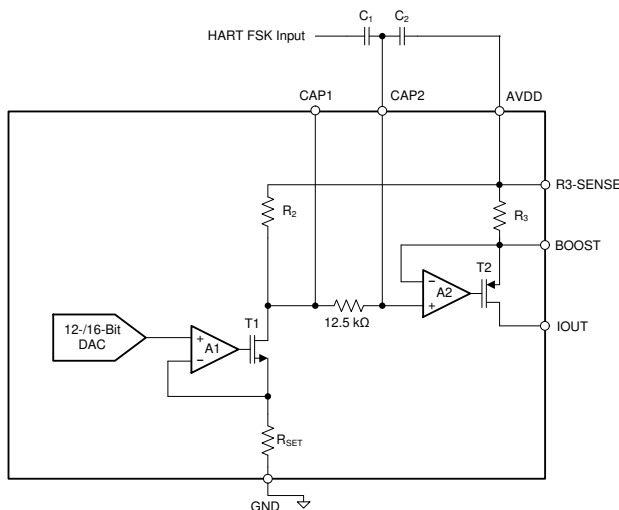 C1 C2
HART FSK Input
CAP1 CAP2 AVDD
R3-SENSE
R2 R3
BOOST
T2
A2
12.5 kΩ
IOUT
T1
12-/16-Bit
DAC
A1
RSET
GND
+
−
+
−